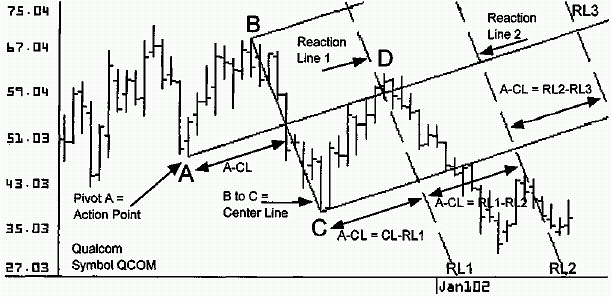 75.04
67.04
59.04
51.03
43.03
35.03
27.03
B
Reaction
Line 1
D
Reaction
Line 2
RL3
A-CL = RL2-RL3
A
A-CL
Pivot A =
Action Point
B to C =
Center Line
C
A-CL = RL1-RL2
A-CL = CL-RL1
Qualcom
Symbol QCOM
RL1
RL2
Jan102